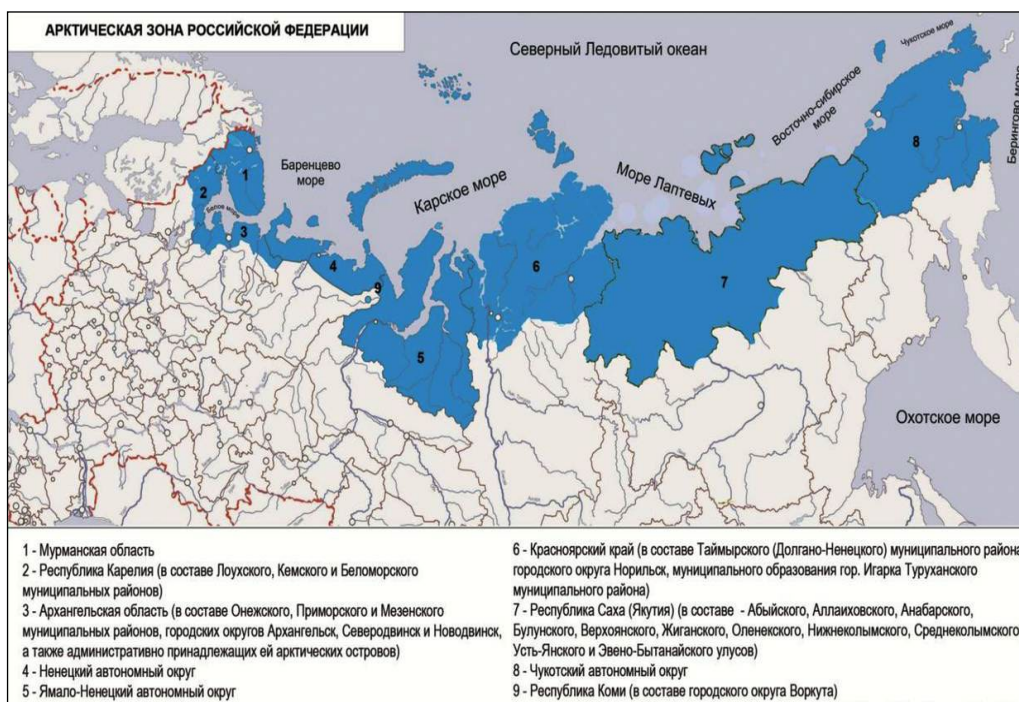 АРКТИЧЕСКАЯ ЗОНА РОССИЙСКОЙ ФЕДЕРАЦИИ
Северный Ледовитый океан
Чукотское море
Восточно-сибирское
море
Берингово море
Баренцево
море
Карское море
Море Лаптевых
Белое море
Охотское море
1
2
3
4
9
5
6
7
8
1 - Мурманская область
2 - Республика Карелия (в составе Лоухского, Кемского и Беломорского
муниципальных районов)
3 - Архангельская область (в составе Онежского, Приморского и Мезенского
муниципальных районов, городских округов Архангельск, Северодвинск и Новодвинск,
а также административно принадлежащих ей арктических островов)
4 - Ненецкий автономный округ
5 - Ямало-Ненецкий автономный округ
6 - Красноярский край (в составе Таймырского (Долгано-Ненецкого) муниципального района,
городского округа Норильск, муниципального образования гор. Игарка Туруханского
муниципального района)
7 - Республика Саха (Якутия) (в составе - Абыйского, Аллаиховского, Анабарского,
Булунского, Верхоянского, Жиганского, Оленекского, Нижнеколымского, Среднеколымского
Усть-Янского и Эвено-Бытанайского улусов)
8 - Чукотский автономный округ
9 - Республика Коми (в составе городского округа Воркута)